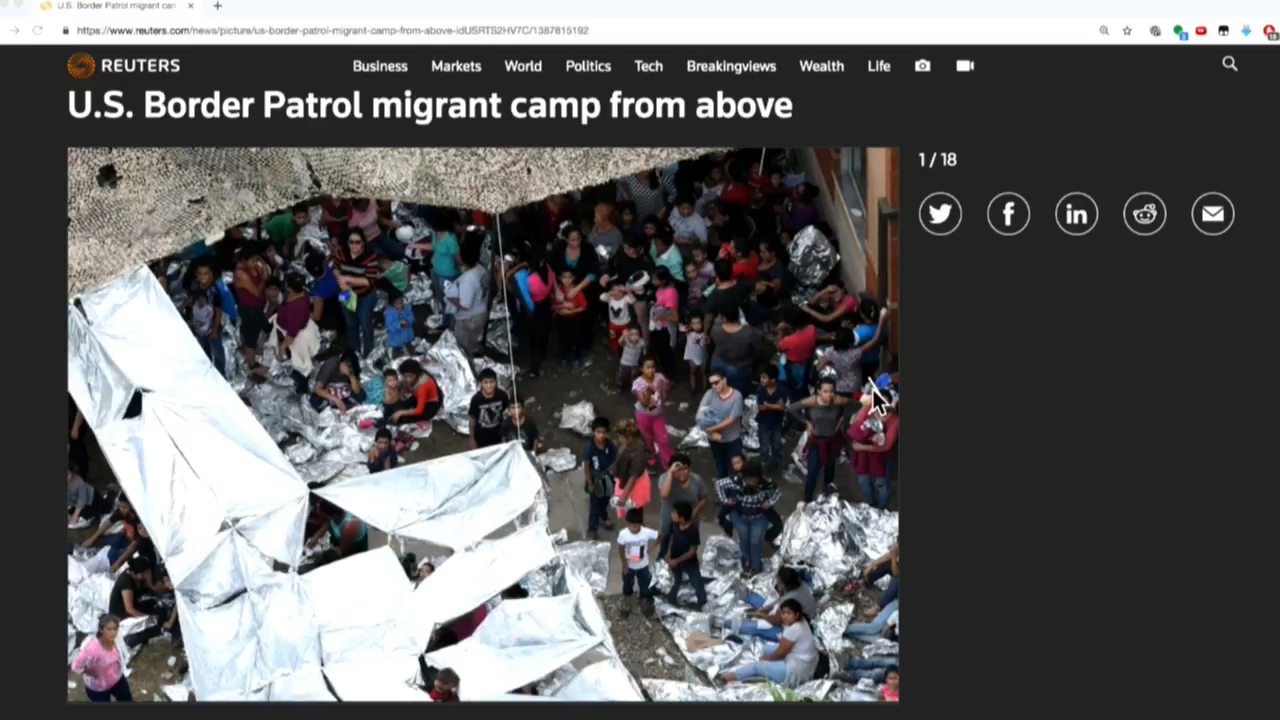 U.S. Border Patrol migrant can
https://www.reuters.com/news/picture/us-border-patrol-migrant-camp-from-above-idUSRTS2HV7C/1387815192
REUTERS
Business Markets World Politics Tech Breakingviews Wealth Life
U.S. Border Patrol migrant camp from above
1 / 18
in